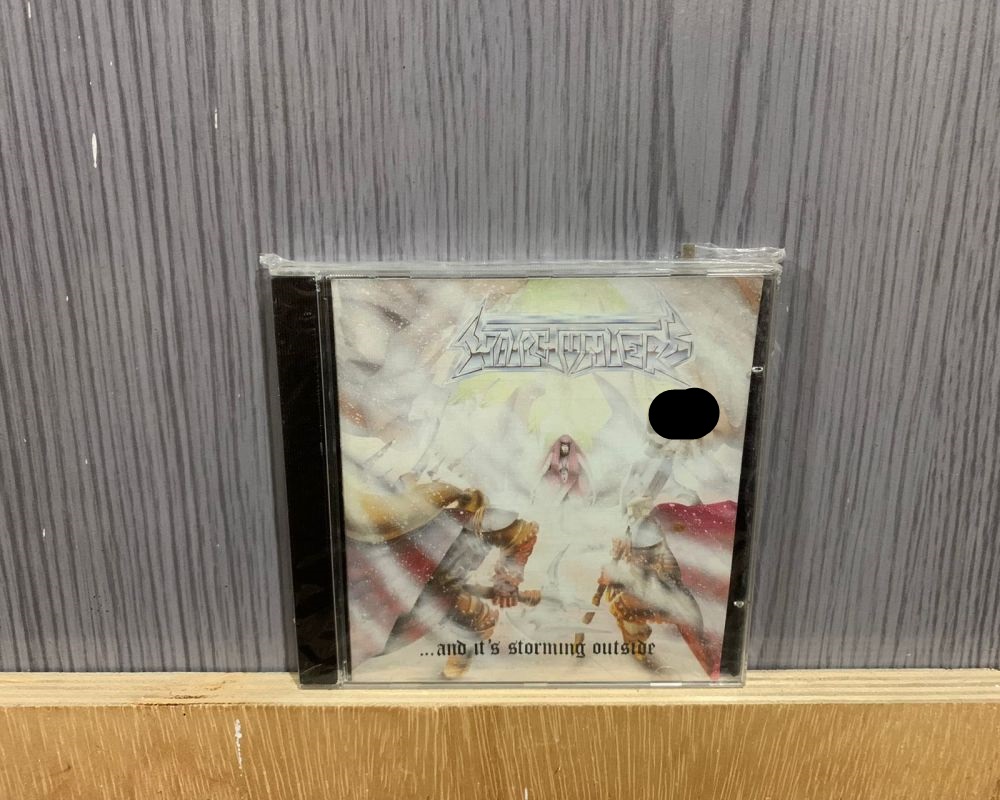 ...and it's storming outside